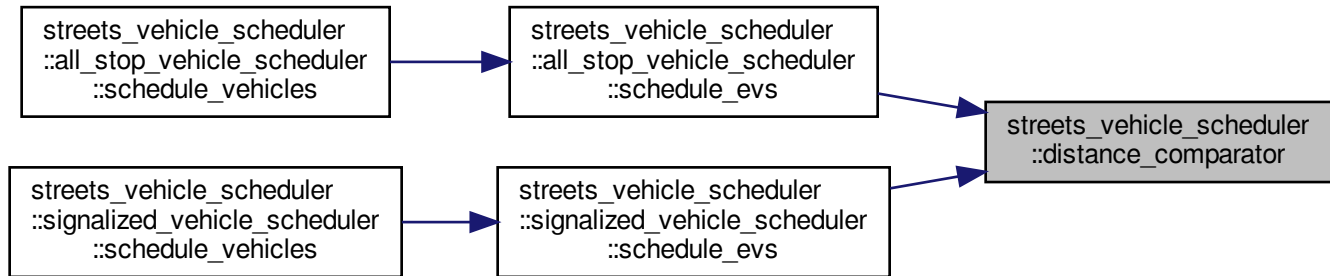 streets_vehicle_scheduler
::all_stop_vehicle_scheduler
::schedule_vehicles
streets_vehicle_scheduler
::all_stop_vehicle_scheduler
::schedule_evs
streets_vehicle_scheduler
::distance_comparator
streets_vehicle_scheduler
::signalized_vehicle_scheduler
::schedule_vehicles
streets_vehicle_scheduler
::signalized_vehicle_scheduler
::schedule_evs